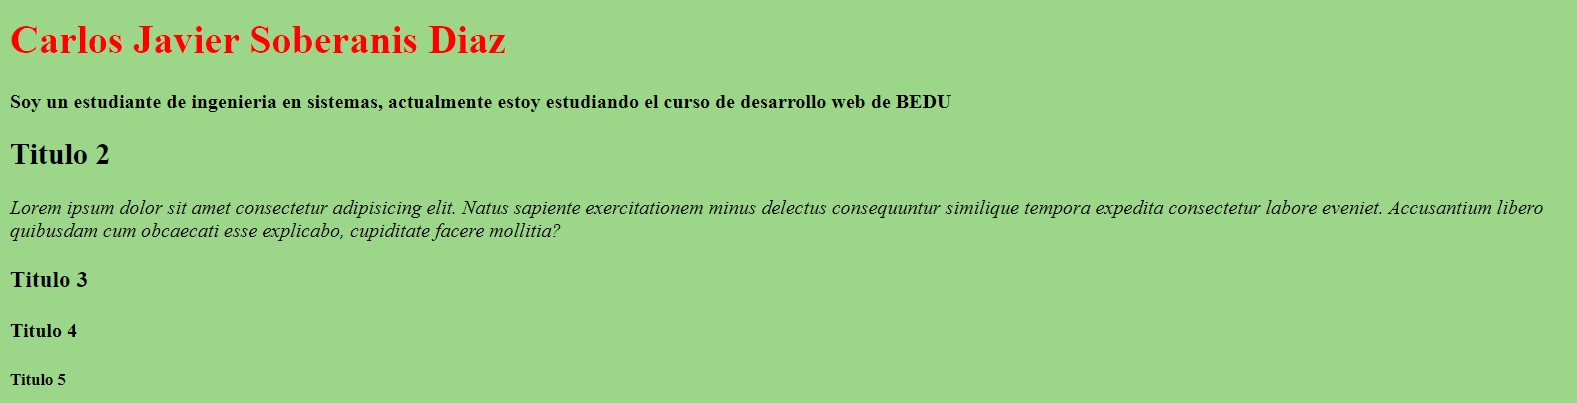 Carlos Javier Soberanis Diaz
Soy un estudiante de ingenieria en sistemas, actualmente estoy estudiando el curso de desarrollo web de BEDU
Titulo 2
Lorem ipsum dolor sit amet consectetur adipisicing elit. Natus sapiente exercitationem minus delectus consequuntur similique tempora expedita consectetur labore eveniet. Accusantium libero
quibusdam cum obcaecati esse explicabo, cupiditate facere mollitia?
Titulo 3
Titulo 4
Titulo 5